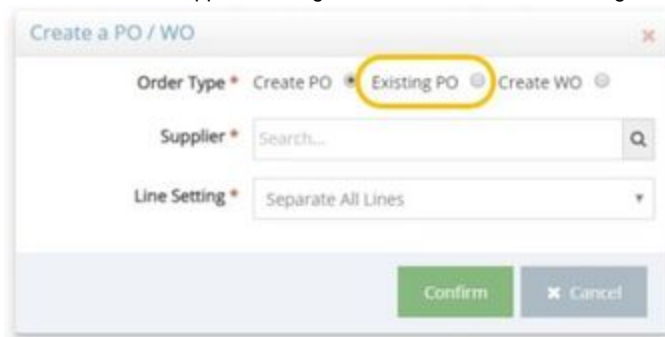 Create a PO / WO
Order Type * Create PO Existing PO Create WO
Supplier * Search...
Line Setting * Separate All Lines
Confirm ✖ Cancel